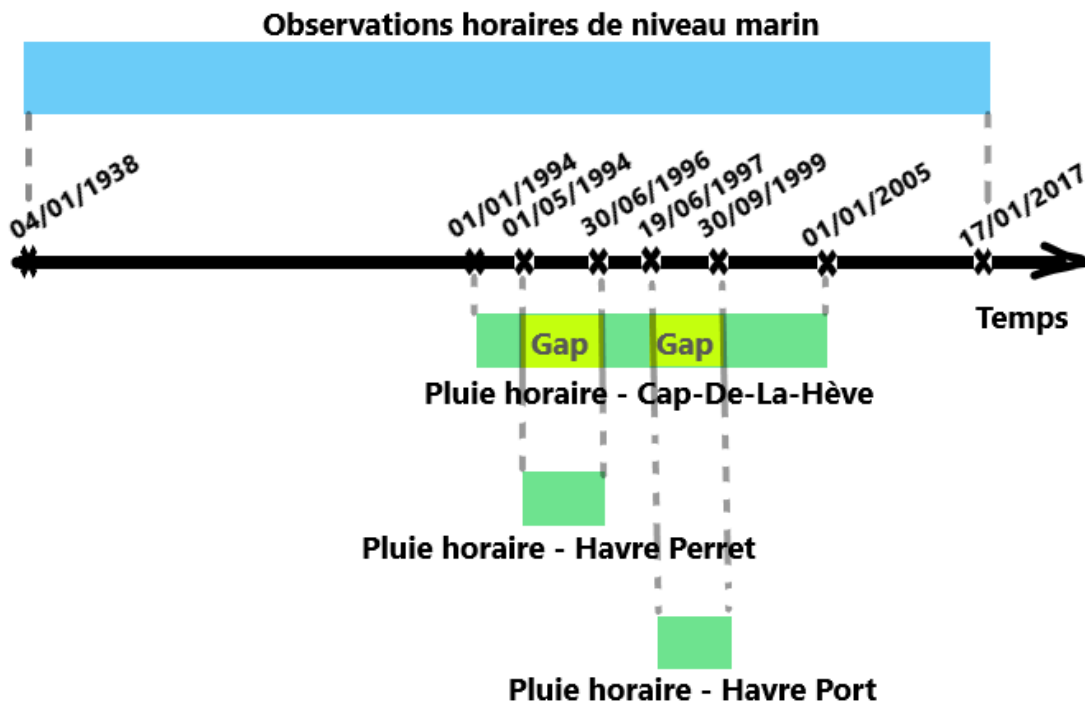 Observations horaires de niveau marin
04/01/1938
01/01/1994
01/05/1994
30/06/1996
19/06/1997
30/09/1999
01/01/2005
17/01/2017
Temps
Gap
Gap
Pluie horaire - Cap-De-La-Hève
Pluie horaire - Havre Perret
Pluie horaire - Havre Port